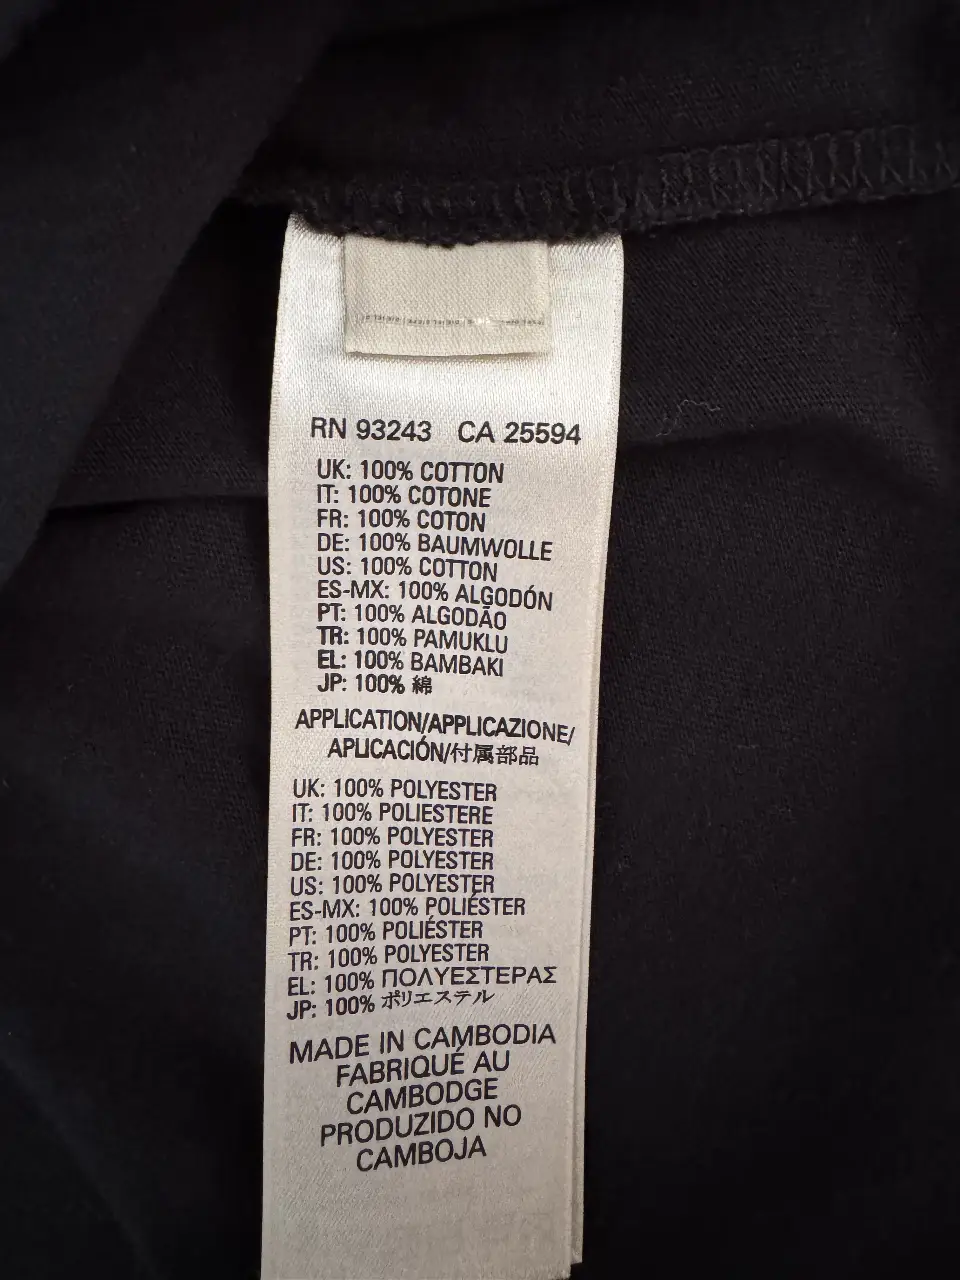 RN 93243 CA 25594
UK: 100% COTTON
IT: 100% COTONE
FR: 100% COTON
DE: 100% BAUMWOLLE
US: 100% COTTON
ES-MX: 100% ALGODÓN
PT: 100% ALGODÃO
TR: 100% PAMUKLU
EL: 100% BAMBAKI
JP: 100% 綿
APPLICATION/APPLICAZIONE/
APLICACIÓN/付属部品
UK: 100% POLYESTER
IT: 100% POLIESTERE
FR: 100% POLYESTER
DE: 100% POLYESTER
US: 100% POLYESTER
ES-MX: 100% POLIÉSTER
PT: 100% POLIÉSTER
TR: 100% POLYESTER
EL: 100% ΠΟΛΥΕΣΤΕΡΑΣ
JP: 100% ポリエステル
MADE IN CAMBODIA
FABRIQUÉ AU
CAMBODGE
PRODUZIDO NO
CAMBOJA